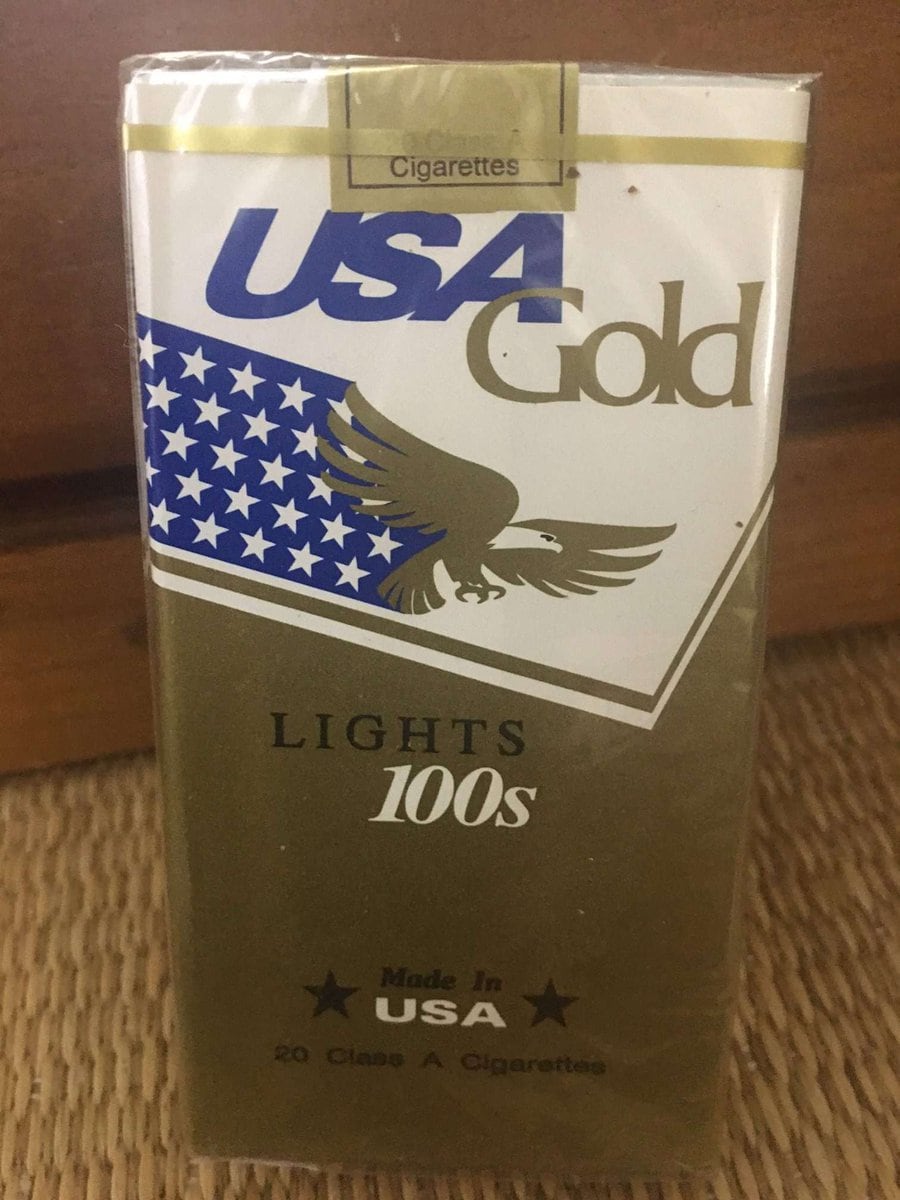 Cigarettes
USA
Gold
LIGHTS
100s
Made In
USA
20 Class A Cigarettes